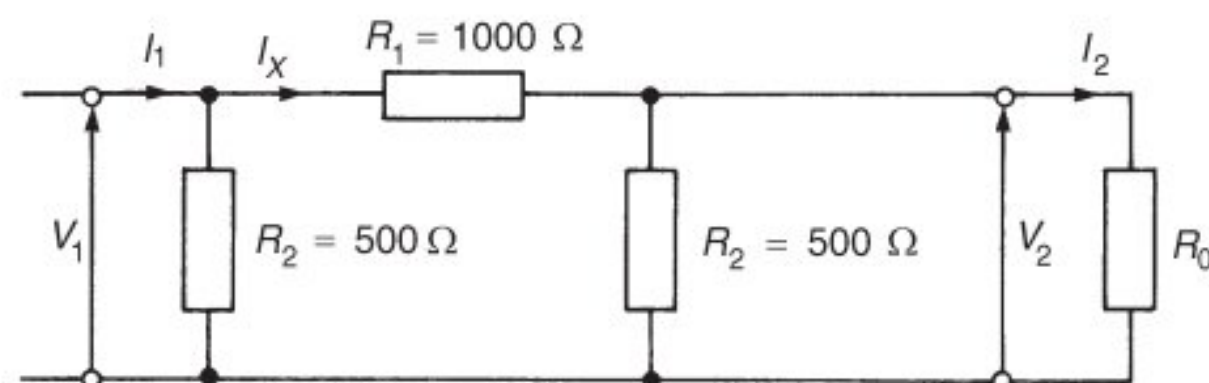 I₁
Iₓ
R₁ = 1000 Ω
I₂
V₁
R₂ = 500 Ω
R₂ = 500 Ω
V₂
R₀